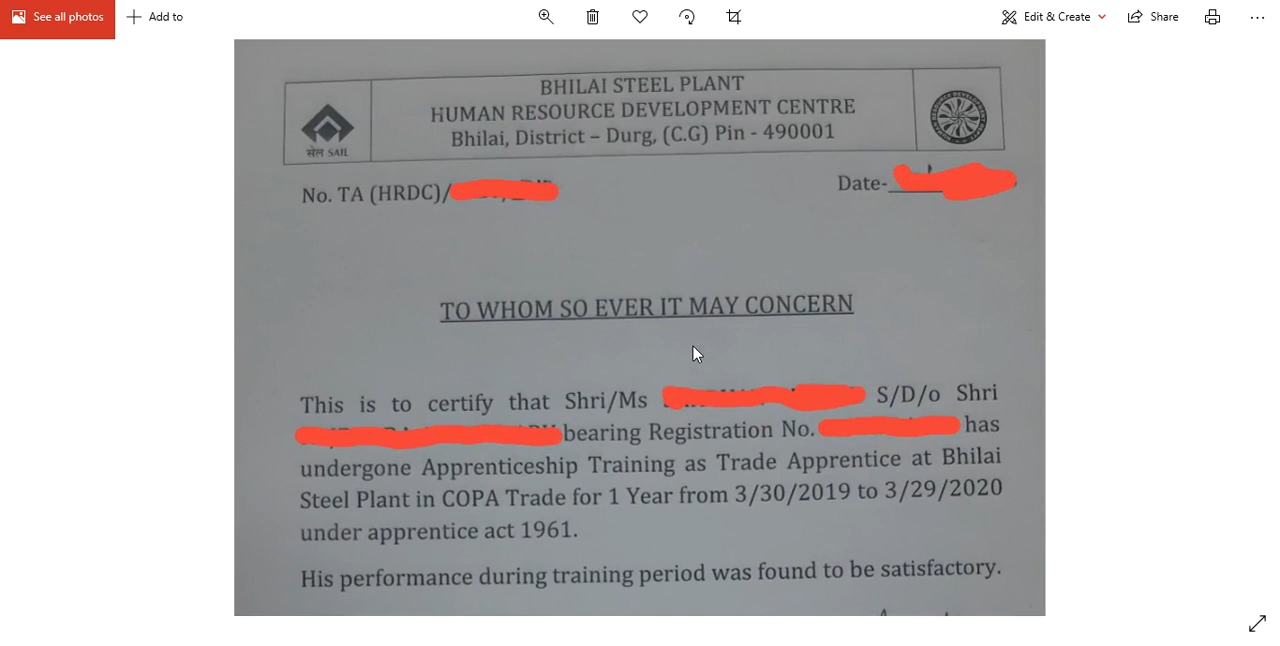 See all photos
Add to
Edit & Create
Share
BHILAI STEEL PLANT
HUMAN RESOURCE DEVELOPMENT CENTRE
Bhilai, District – Durg, (C.G) Pin - 490001
सेल SAIL
No. TA (HRDC)/
Date-
TO WHOM SO EVER IT MAY CONCERN
This is to certify that Shri/Ms S/D/o Shri
bearing Registration No. has
undergone Apprenticeship Training as Trade Apprentice at Bhilai
Steel Plant in COPA Trade for 1 Year from 3/30/2019 to 3/29/2020
under apprentice act 1961.
His performance during training period was found to be satisfactory.